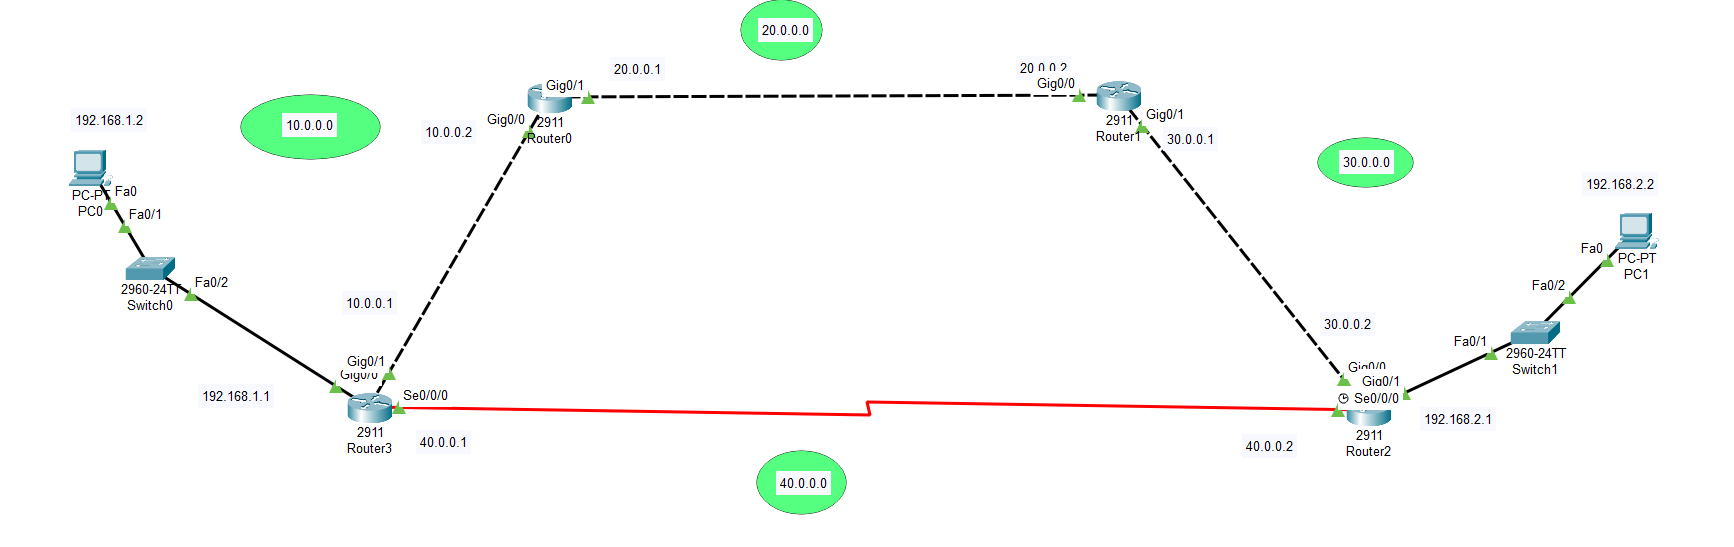 20.0.0.0
20.0.0.1
20.0.0.2
Gig0/1
Gig0/0
192.168.1.2
10.0.0.0
10.0.0.2
Gig0/0
2911
Router0
2911
Router1
Gig0/1
30.0.0.1
30.0.0.0
192.168.2.2
PC-PT
PC0
Fa0
Fa0/1
Fa0
PC-PT
PC1
Fa0/2
2960-24TT
Switch0
Fa0/2
10.0.0.1
30.0.0.2
Fa0/1
2960-24TT
Switch1
Gig0/1
Gig0/0
Gig0/0
Gig0/1
Se0/0/0
192.168.1.1
Se0/0/0
192.168.2.1
2911
Router3
40.0.0.1
40.0.0.2
2911
Router2
40.0.0.0